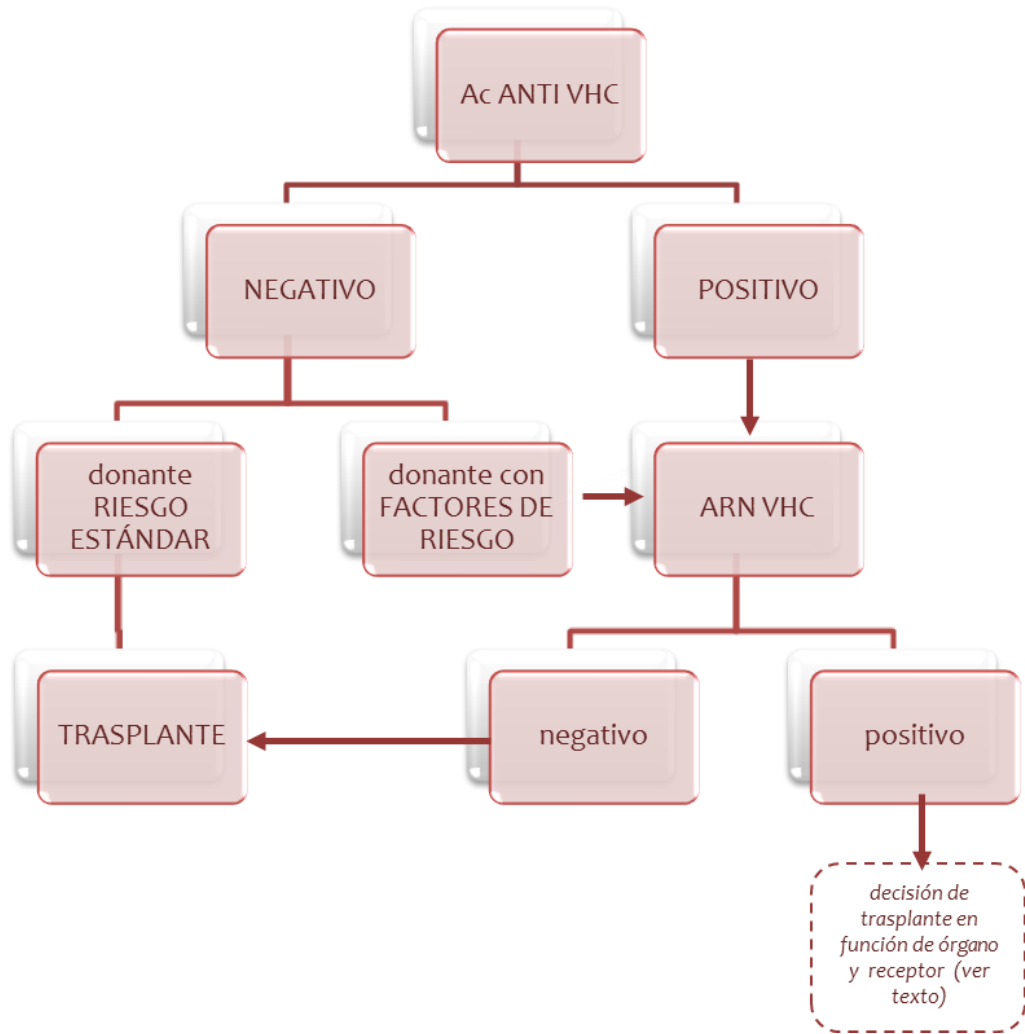 Ac ANTI VHC
NEGATIVO
POSITIVO
donante
RIESGO
ESTÁNDAR
donante con
FACTORES DE
RIESGO
ARN VHC
TRASPLANTE
negativo
positivo
decisión de
trasplante en
función de órgano
y receptor (ver
texto)